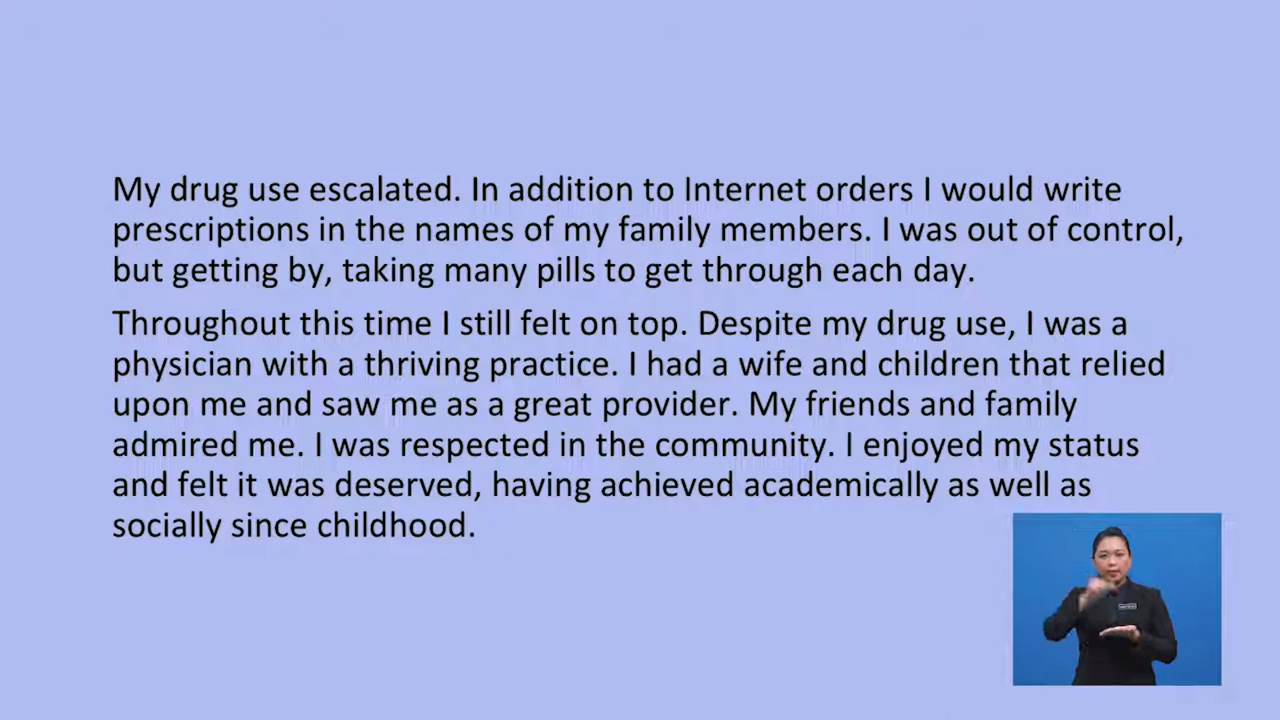 My drug use escalated. In addition to Internet orders I would write
prescriptions in the names of my family members. I was out of control,
but getting by, taking many pills to get through each day.
Throughout this time I still felt on top. Despite my drug use, I was a
physician with a thriving practice. I had a wife and children that relied
upon me and saw me as a great provider. My friends and family
admired me. I was respected in the community. I enjoyed my status
and felt it was deserved, having achieved academically as well as
socially since childhood.